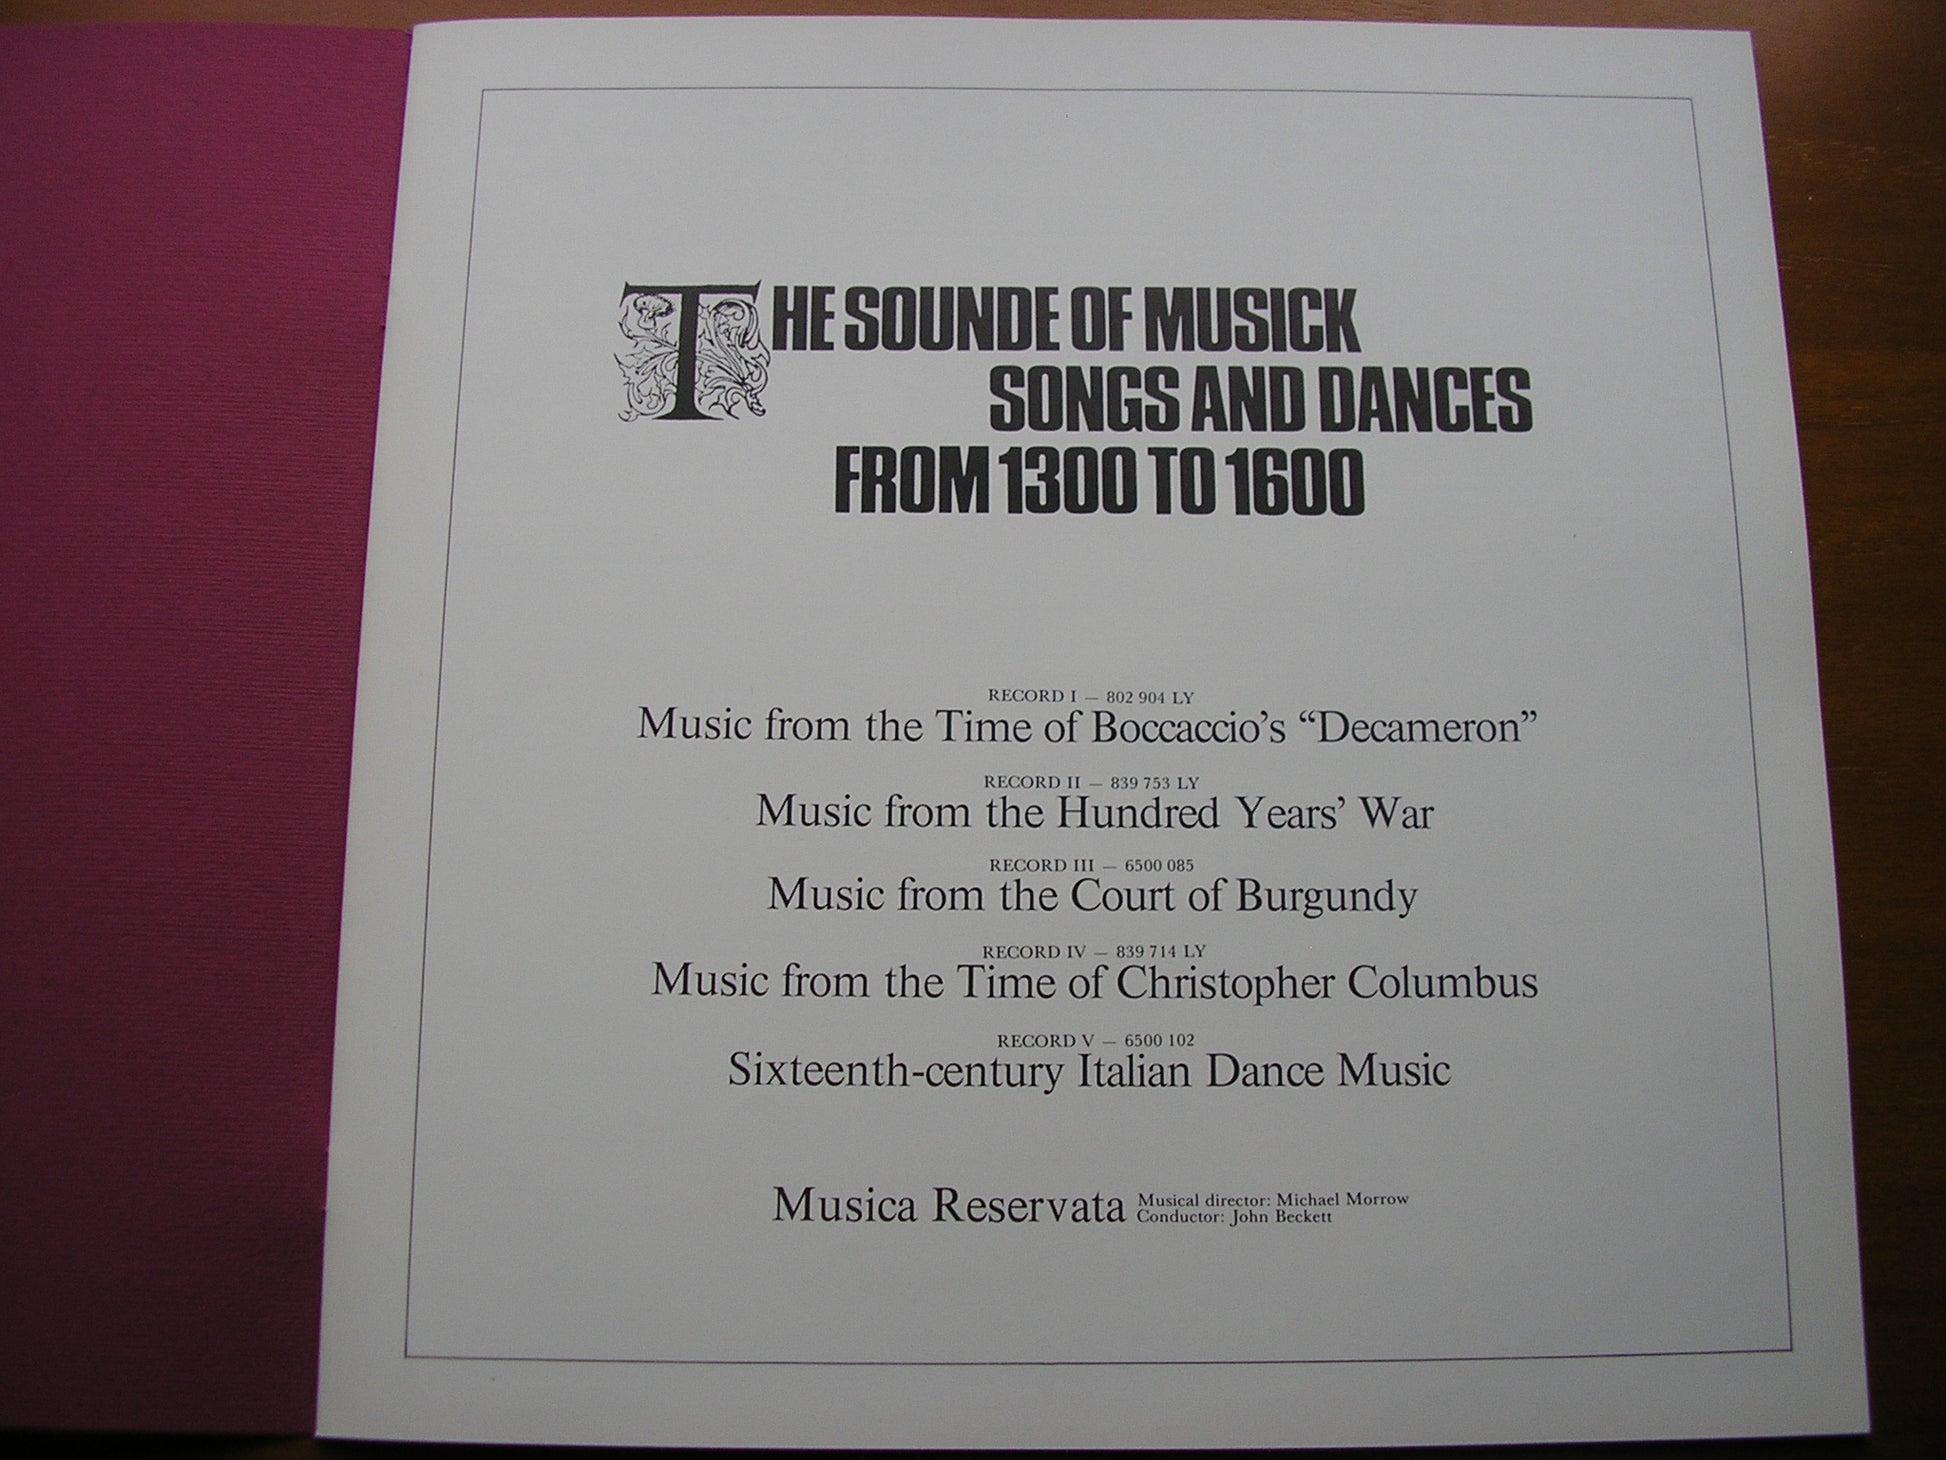 THE SOUNDE OF MUSICK
SONGS AND DANCES
FROM 1300 TO 1600
RECORD I — 802 904 LY
Music from the Time of Boccaccio's “Decameron”
RECORD II — 839 753 LY
Music from the Hundred Years' War
RECORD III — 6500 085
Music from the Court of Burgundy
RECORD IV — 839 714 LY
Music from the Time of Christopher Columbus
RECORD V — 6500 102
Sixteenth-century Italian Dance Music
Musica Reservata
Musical director: Michael Morrow
Conductor: John Beckett